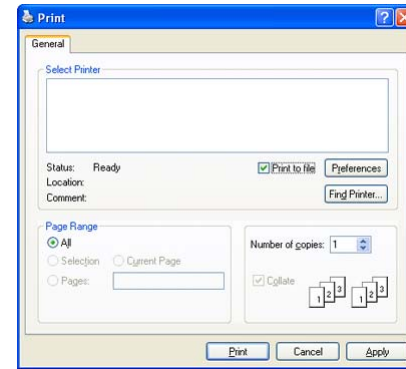 Print
General
Select Printer
Status: Ready
Location:
Comment:
Print to file
Preferences
Find Printer...
Page Range
All
Selection Current Page
Pages:
Number of copies: 1
Collate
1 2 3 1 2 3
Print Cancel Apply